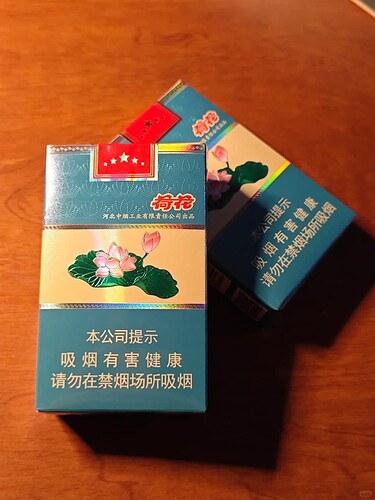 荷花
河北中烟工业有限责任公司出品
本公司提示
吸烟有害健康
请勿在禁烟场所吸烟
荷花
本公司提示
吸烟有害健康
请勿在禁烟场所吸烟